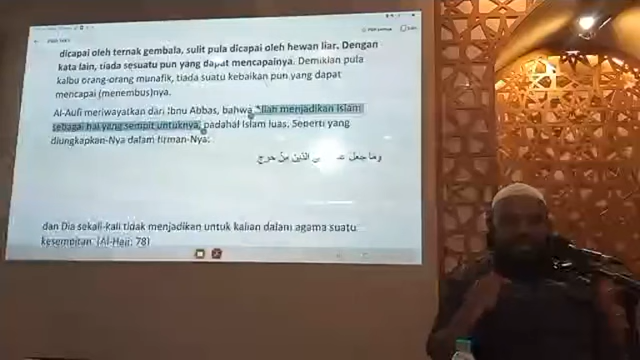 dicapai oleh ternak gembala, sulit pula dicapai oleh hewan liar. Dengan
kata lain, tiada sesuatu pun yang dapat mencapainya. Demikian pula
kalbu orang-orang munafik, tiada suatu kebaikan pun yang dapat
mencapai (menembus)nya.
Al-Aufi meriwayatkan dari Ibnu Abbas, bahwa Allah menjadikan Islam
sebagai hal yang sempit untuknya, padahal Islam luas. Seperti yang
diungkapkan-Nya dalam firman-Nya:
وما جعل في الدين من حرج
dan Dia sekali-kali tidak menjadikan untuk kalian dalam agama suatu
kesempitan. (Al-Hajj: 78)